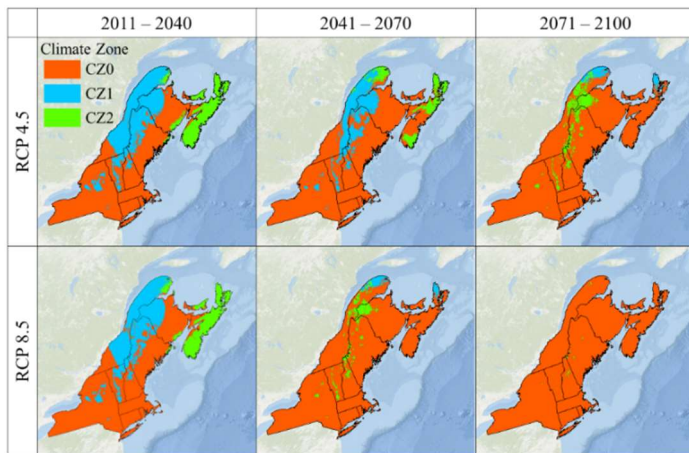 2011 – 2040
2041 – 2070
2071 – 2100
RCP 4.5
Climate Zone
CZ0
CZ1
CZ2
RCP 8.5